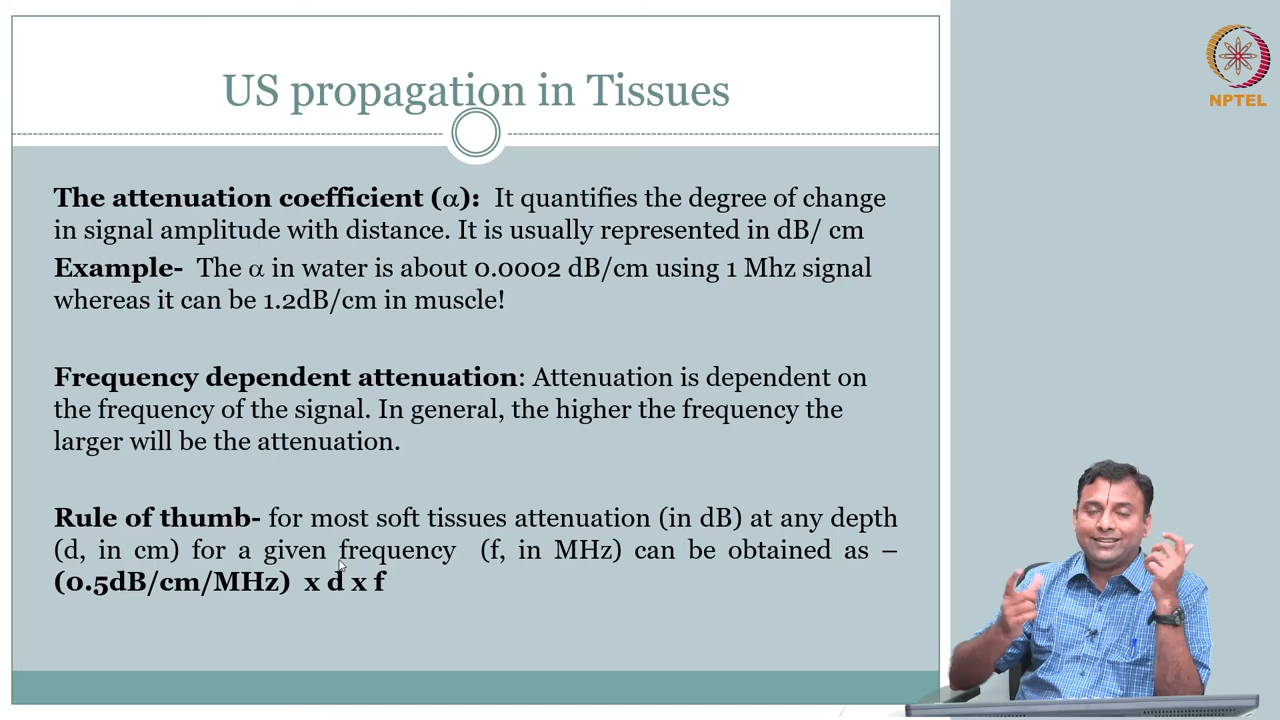 US propagation in Tissues
NPTEL
The attenuation coefficient (α): It quantifies the degree of change
in signal amplitude with distance. It is usually represented in dB/ cm
Example- The α in water is about 0.0002 dB/cm using 1 Mhz signal
whereas it can be 1.2dB/cm in muscle!
Frequency dependent attenuation: Attenuation is dependent on
the frequency of the signal. In general, the higher the frequency the
larger will be the attenuation.
Rule of thumb- for most soft tissues attenuation (in dB) at any depth
(d, in cm) for a given frequency (f, in MHz) can be obtained as –
(0.5dB/cm/MHz) x d x f